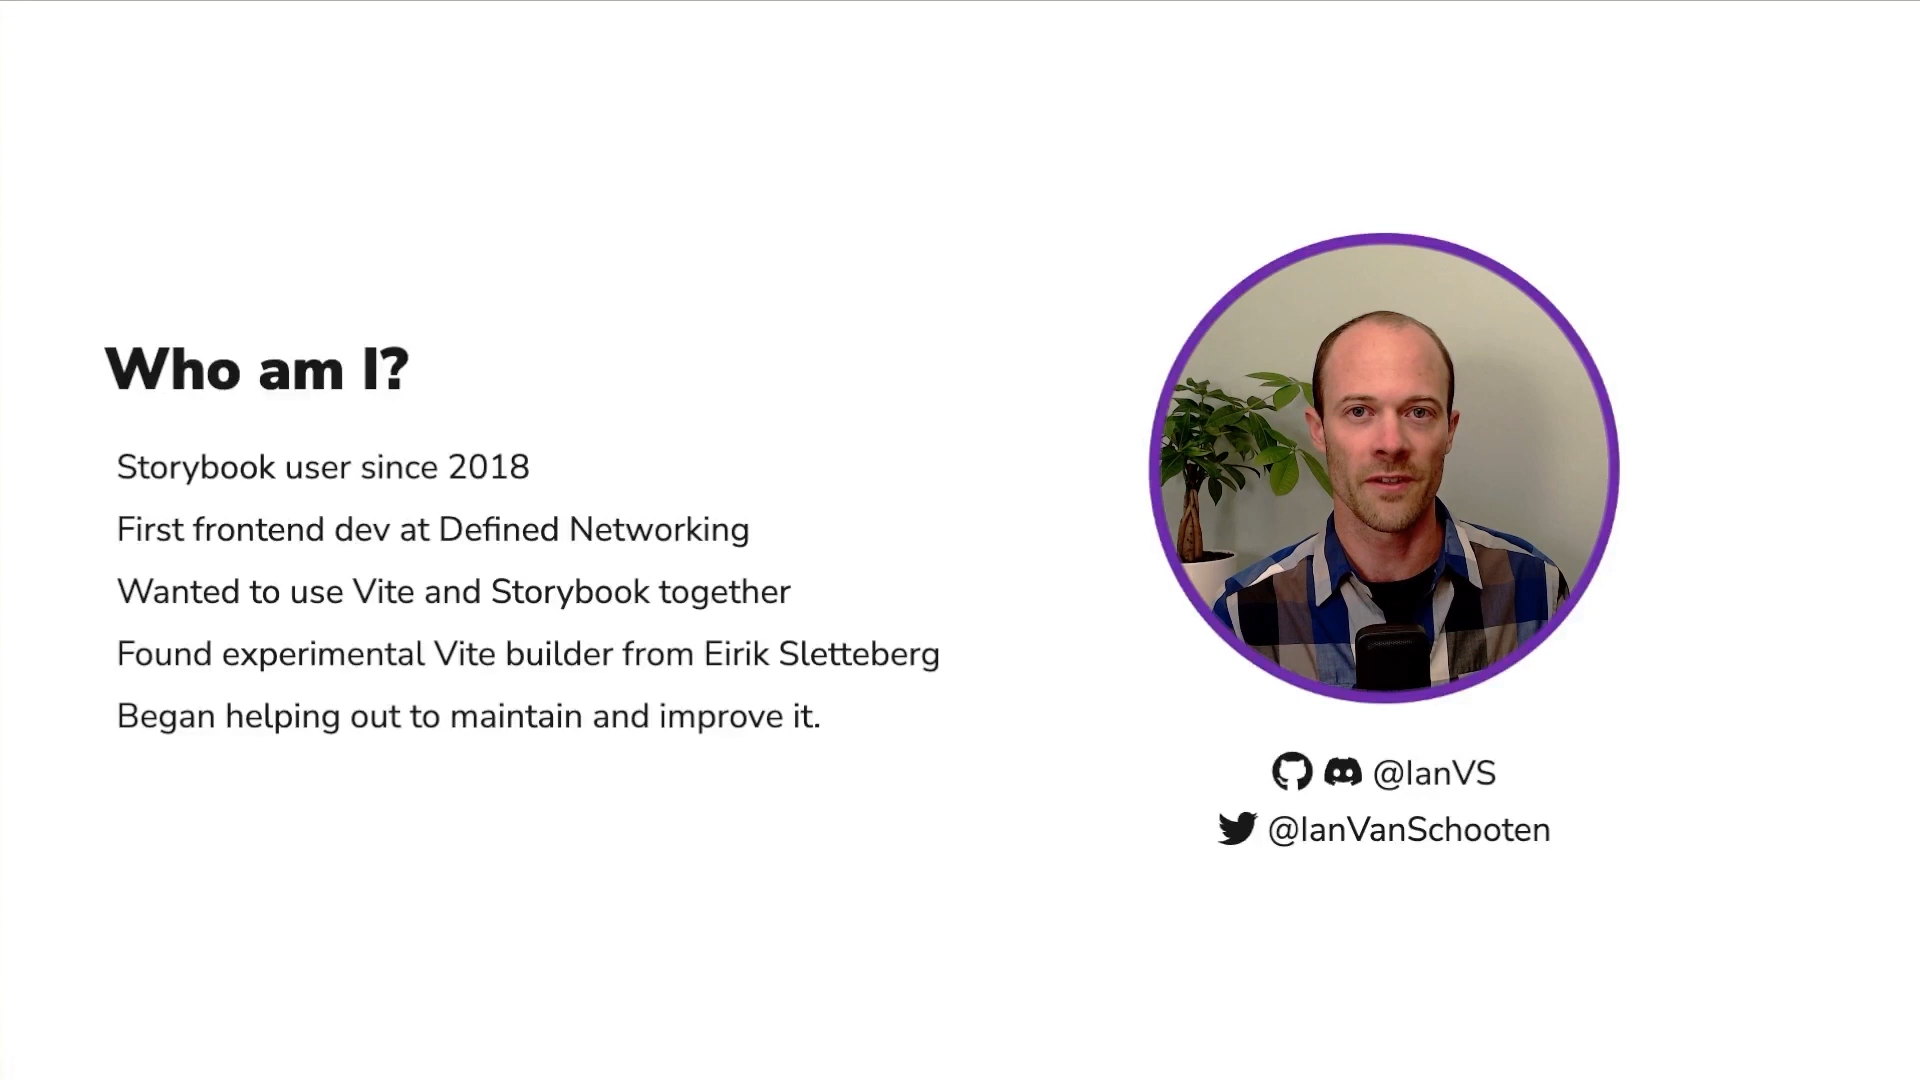 Who am I?
Storybook user since 2018
First frontend dev at Defined Networking
Wanted to use Vite and Storybook together
Found experimental Vite builder from Eirik Sletteberg
Began helping out to maintain and improve it.
@IanVS
@IanVanSchooten